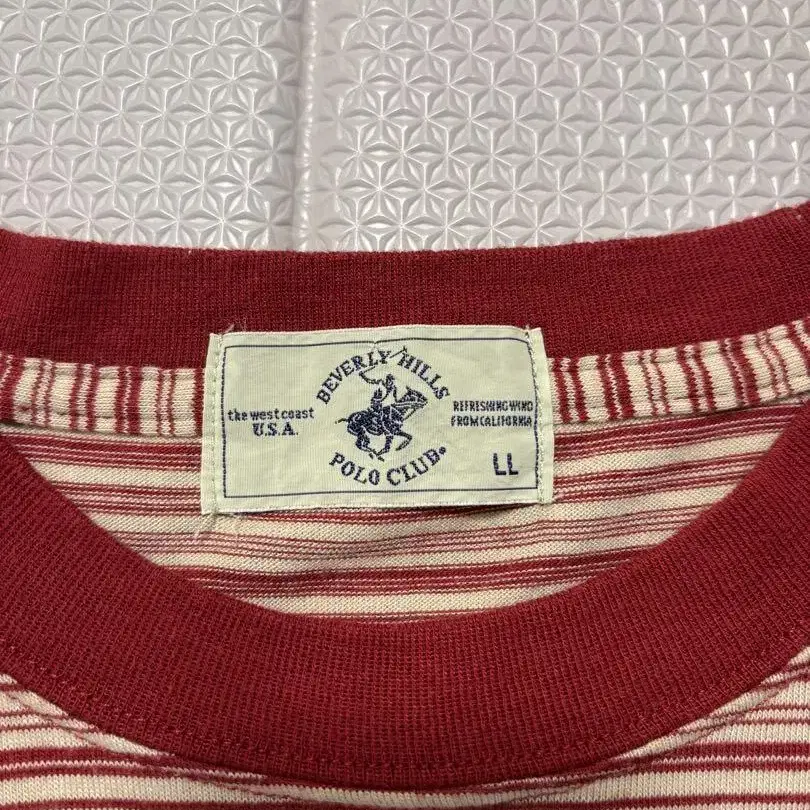 BEVERLY HILLS
the west coast
U.S.A.
REFRESHING WIND
FROM CALIFORNIA
POLO CLUB®
LL